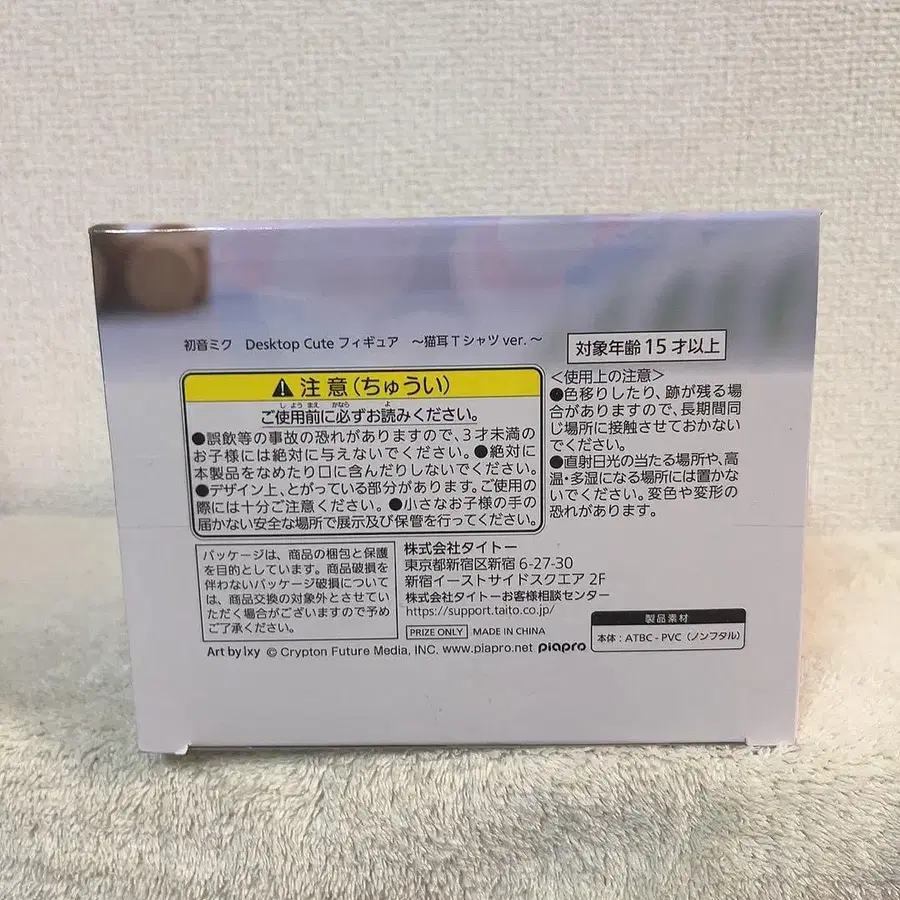 初音ミク Desktop Cute フィギュア ～猫耳Tシャツ ver.～
対象年齢15才以上
⚠注意(ちゅうい)
しようまえ かなら よ
ご使用前に必ずお読みください。
●誤飲等の事故の恐れがありますので、3才未満の
お子様には絶対に与えないでください。●絶対に
本製品をなめたり口に含んだりしないでください。
●デザイン上、とがっている部分があります。ご使用の
際には十分ご注意ください。●小さなお子様の手の
届かない安全な場所で展示及び保管を行ってください。
＜使用上の注意＞
●色移りしたり、跡が残る場
合がありますので、長期間同
じ場所に接触させておかない
でください。
●直射日光の当たる場所や、高
温・多湿になる場所には置かな
いでください。変色や変形の
恐れがあります。
パッケージは、商品の梱包と保護
を目的としています。商品破損を
伴わないパッケージ破損について
は、商品交換の対象外とさせてい
ただく場合がございますので予め
ご了承ください。
株式会社タイトー
東京都新宿区新宿 6-27-30
新宿イーストサイドスクエア 2F
株式会社タイトーお客様相談センター
https://support.taito.co.jp/
PRIZE ONLY MADE IN CHINA
製品素材
本体：ATBC-PVC（ノンフタル）
Art by ixy © Crypton Future Media, INC. www.piapro.net piapro